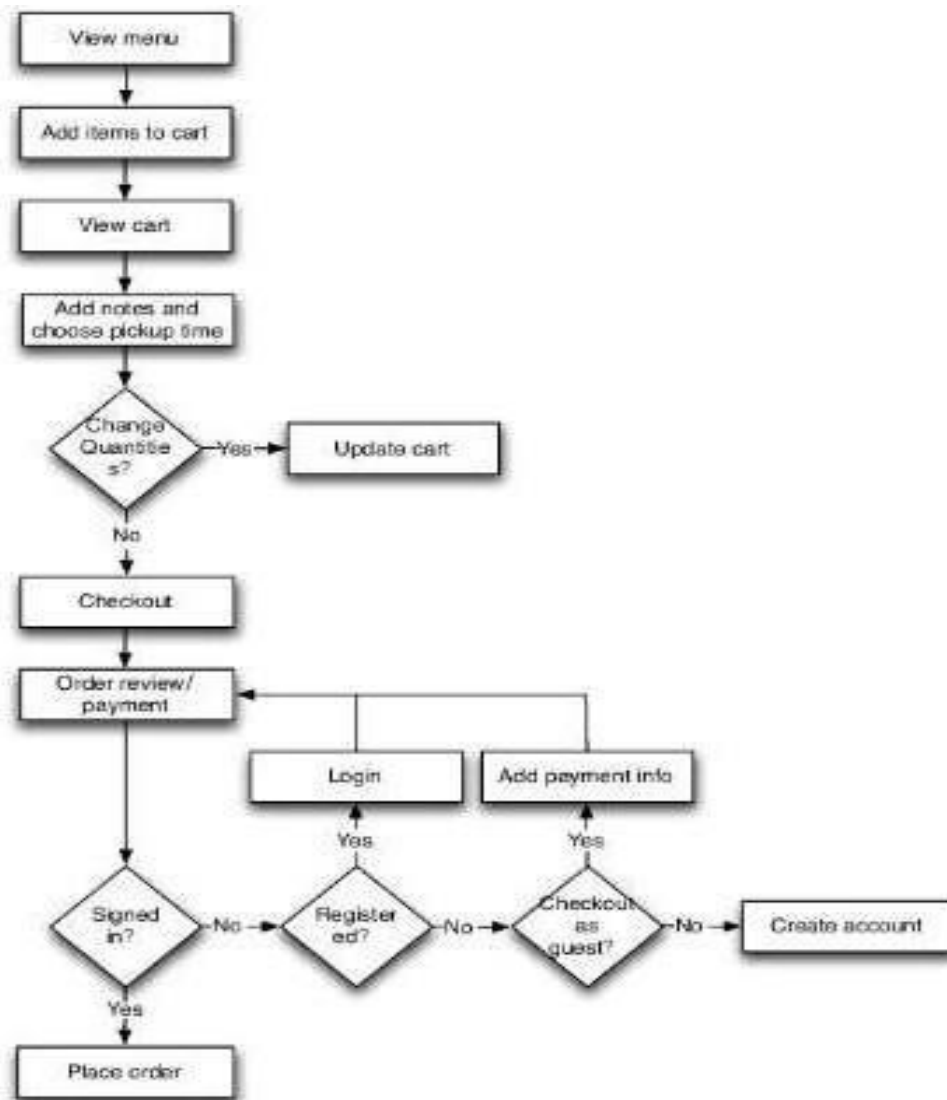 View menu
Add items to cart
View cart
Add notes and
choose pickup time
Change
Quantitie
s?
Yes
Update cart
No
Checkout
Order review/
payment
Login
Add payment info
Yes
Yes
Signed
in?
No
Register
ed?
No
Checkout
as
guest?
No
Create account
Yes
Place order